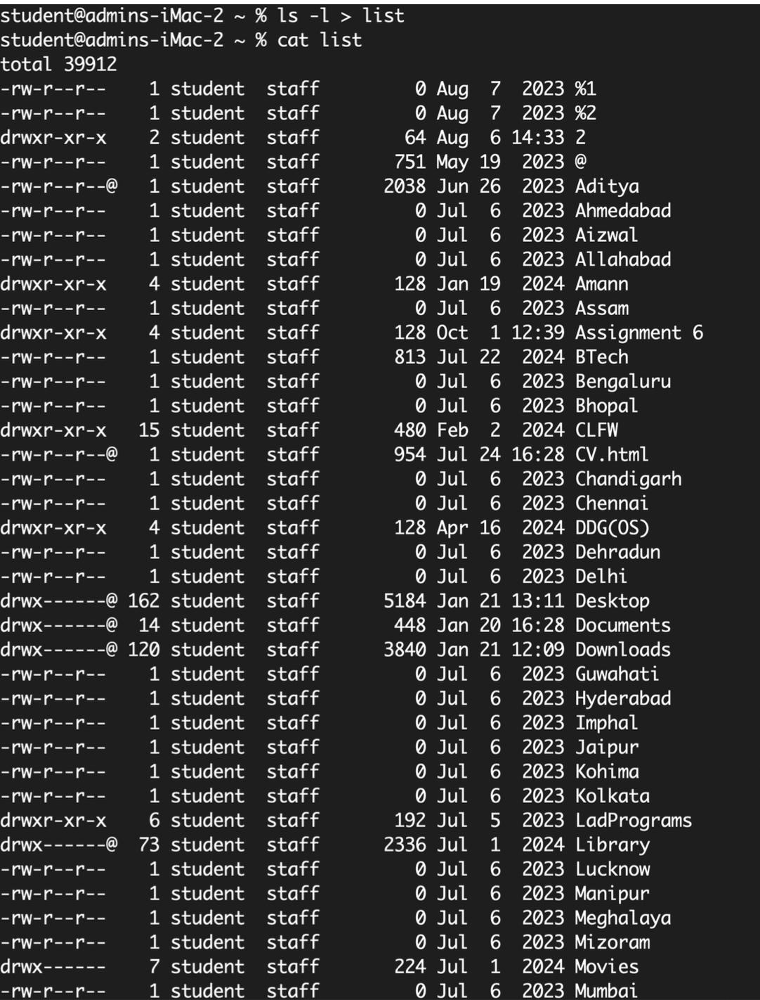 student@admins-iMac-2 ~ % ls -l > list
student@admins-iMac-2 ~ % cat list
total 39912
-rw-r--r--    1 student  staff         0 Aug  7  2023 %1
-rw-r--r--    1 student  staff         0 Aug  7  2023 %2
drwxr-xr-x    2 student  staff        64 Aug  6 14:33 2
-rw-r--r--    1 student  staff       751 May 19  2023 @
-rw-r--r--@   1 student  staff      2038 Jun 26  2023 Aditya
-rw-r--r--    1 student  staff         0 Jul  6  2023 Ahmedabad
-rw-r--r--    1 student  staff         0 Jul  6  2023 Aizwal
-rw-r--r--    1 student  staff         0 Jul  6  2023 Allahabad
drwxr-xr-x    4 student  staff       128 Jan 19  2024 Amann
-rw-r--r--    1 student  staff         0 Jul  6  2023 Assam
drwxr-xr-x    4 student  staff       128 Oct  1 12:39 Assignment 6
-rw-r--r--    1 student  staff       813 Jul 22  2024 BTech
-rw-r--r--    1 student  staff         0 Jul  6  2023 Bengaluru
-rw-r--r--    1 student  staff         0 Jul  6  2023 Bhopal
drwxr-xr-x   15 student  staff       480 Feb  2  2024 CLFW
-rw-r--r--@   1 student  staff       954 Jul 24 16:28 CV.html
-rw-r--r--    1 student  staff         0 Jul  6  2023 Chandigarh
-rw-r--r--    1 student  staff         0 Jul  6  2023 Chennai
drwxr-xr-x    4 student  staff       128 Apr 16  2024 DDG(OS)
-rw-r--r--    1 student  staff         0 Jul  6  2023 Dehradun
-rw-r--r--    1 student  staff         0 Jul  6  2023 Delhi
drwx------@ 162 student  staff      5184 Jan 21 13:11 Desktop
drwx------@  14 student  staff       448 Jan 20 16:28 Documents
drwx------@ 120 student  staff      3840 Jan 21 12:09 Downloads
-rw-r--r--    1 student  staff         0 Jul  6  2023 Guwahati
-rw-r--r--    1 student  staff         0 Jul  6  2023 Hyderabad
-rw-r--r--    1 student  staff         0 Jul  6  2023 Imphal
-rw-r--r--    1 student  staff         0 Jul  6  2023 Jaipur
-rw-r--r--    1 student  staff         0 Jul  6  2023 Kohima
-rw-r--r--    1 student  staff         0 Jul  6  2023 Kolkata
drwxr-xr-x    6 student  staff       192 Jul  5  2023 LadPrograms
drwx------@  73 student  staff      2336 Jul  1  2024 Library
-rw-r--r--    1 student  staff         0 Jul  6  2023 Lucknow
-rw-r--r--    1 student  staff         0 Jul  6  2023 Manipur
-rw-r--r--    1 student  staff         0 Jul  6  2023 Meghalaya
-rw-r--r--    1 student  staff         0 Jul  6  2023 Mizoram
drwx------    7 student  staff       224 Jul  1  2024 Movies
-rw-r--r--    1 student  staff         0 Jul  6  2023 Mumbai